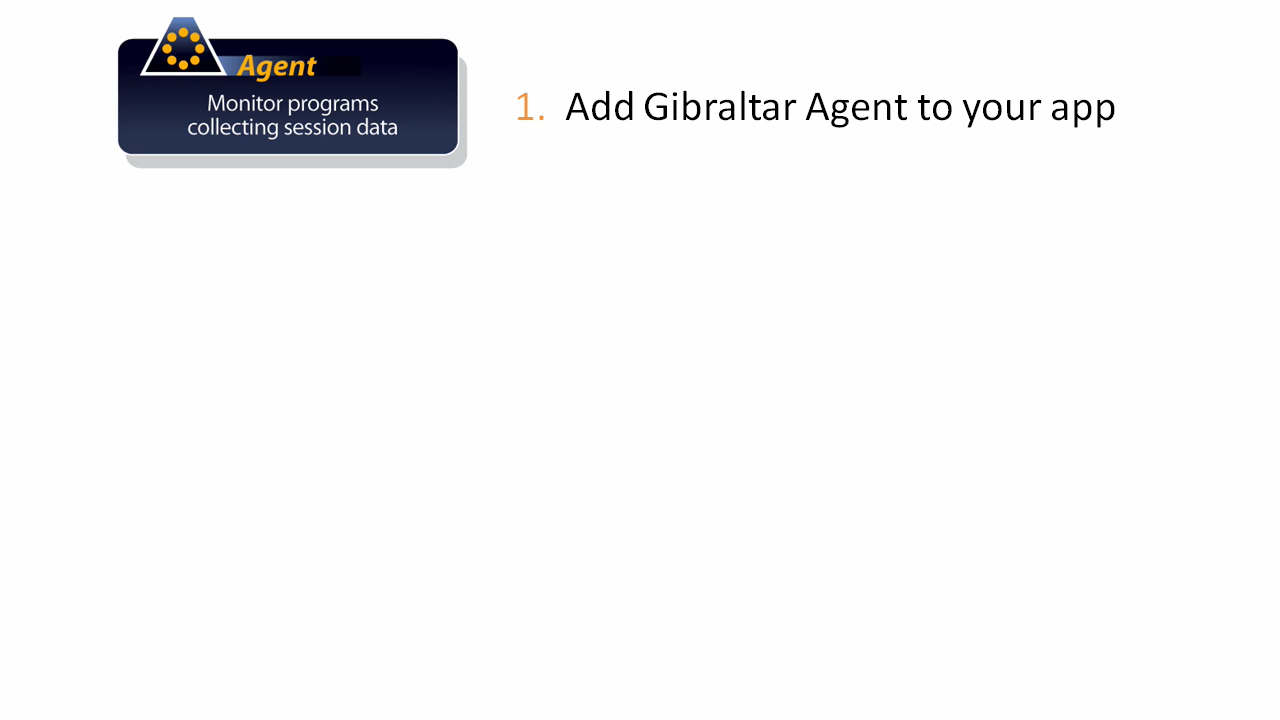 Agent
Monitor programs
collecting session data
1. Add Gibraltar Agent to your app